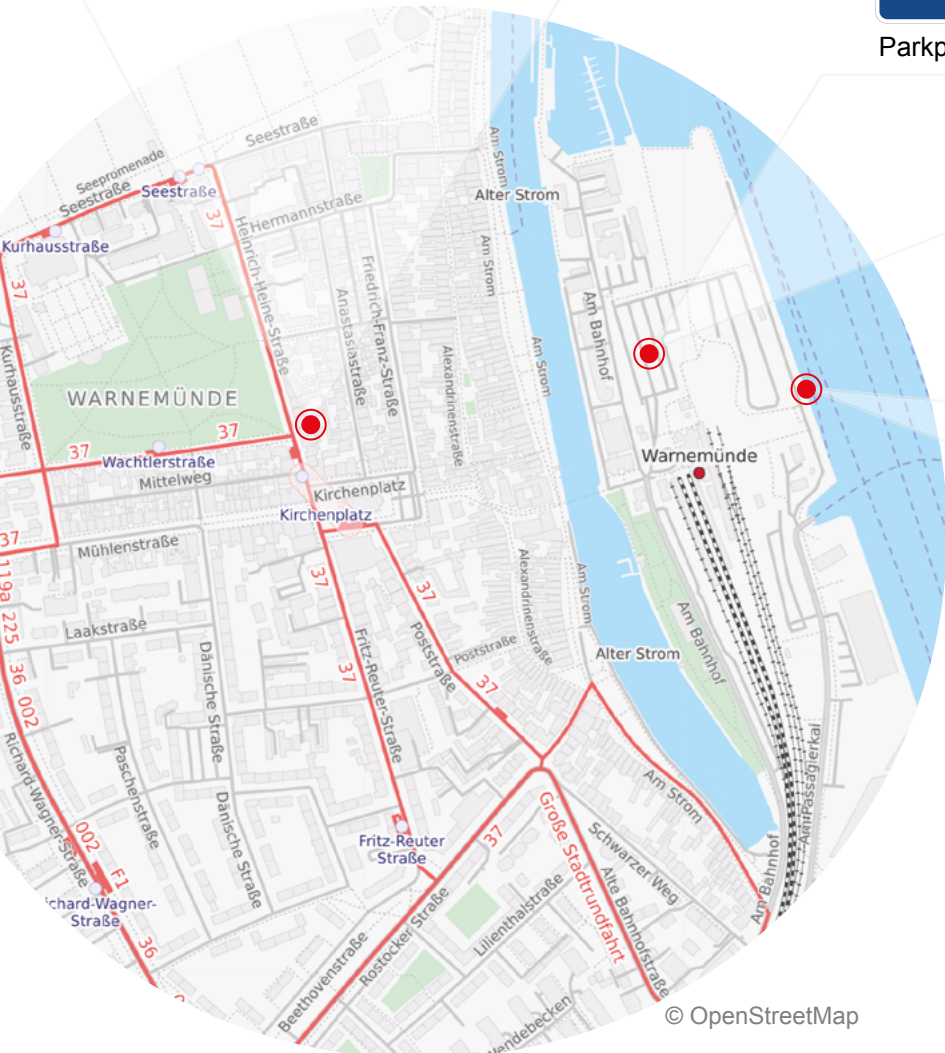 Parkp
Seestraße
Am Strom
Seepromenade
Seestraße
Seestraße
Alter Strom
Hermannstraße
37
Heinrich-Heine-Straße
Kurhausstraße
Am Strom
Friedrich-Franz-Straße
37
Anastasiastraße
Am Bahnhof
Am Strom
Kurhausstraße
Alexandrinenstraße
WARNEMÜNDE
37
37
Wachtlerstraße
Warnemünde
Mittelweg
Kirchenplatz
Kirchenplatz
37
Mühlenstraße
119a
225
36
002
37
37
Alexandrinenstraße
Am Strom
Laakstraße
Dänische Straße
Poststraße
Poststraße
Am Bahnhof
Alter Strom
37
Fritz-Reuter-Straße
37
Richard-Wagner-Straße
Paschenstraße
Dänische Straße
Am Strom
Am Passagierkai
002
F1
37
Große Stadtrundfahrt
Schwarzer Weg
Fritz-Reuter
Straße
Am Bahnhof
Alte Bahnhofstraße
ichard-Wagner-
Straße
36
Lilienthalstraße
Rostocker Straße
Beethovenstraße
endebecken
© OpenStreetMap